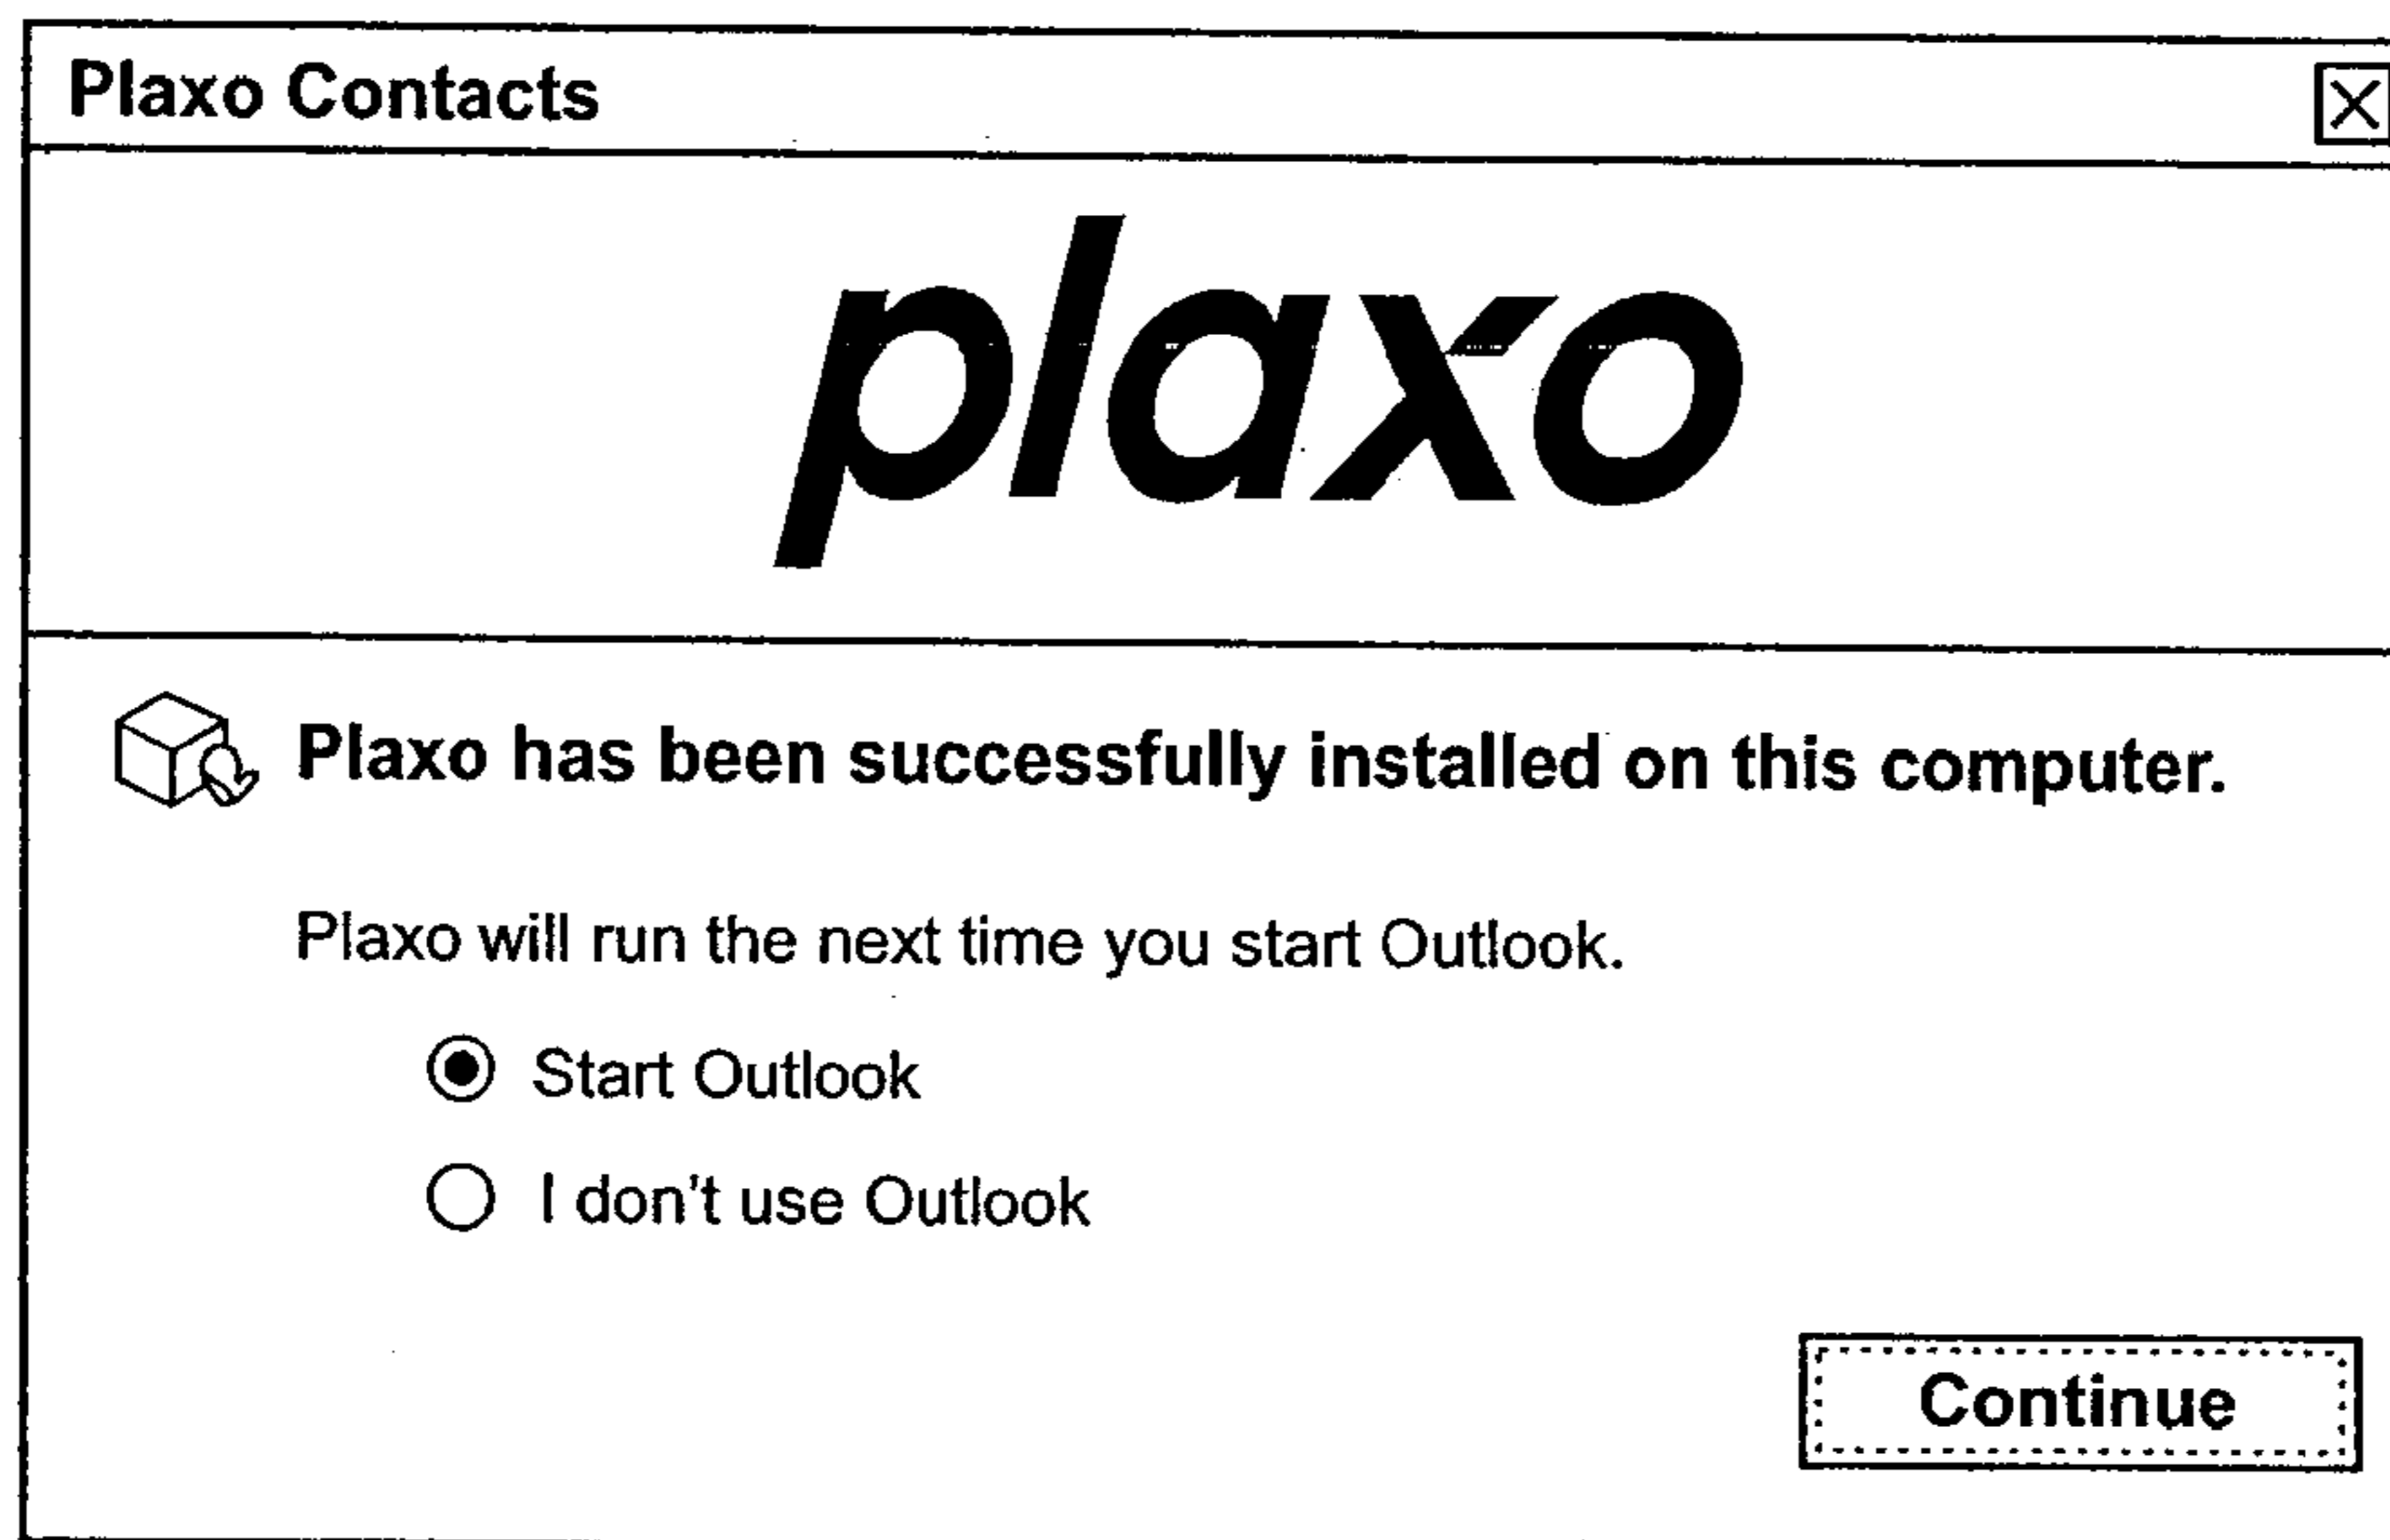 Plaxo Contacts
plaxo
Plaxo has been successfully installed on this computer.
Plaxo will run the next time you start Outlook.
Start Outlook
I don't use Outlook
Continue